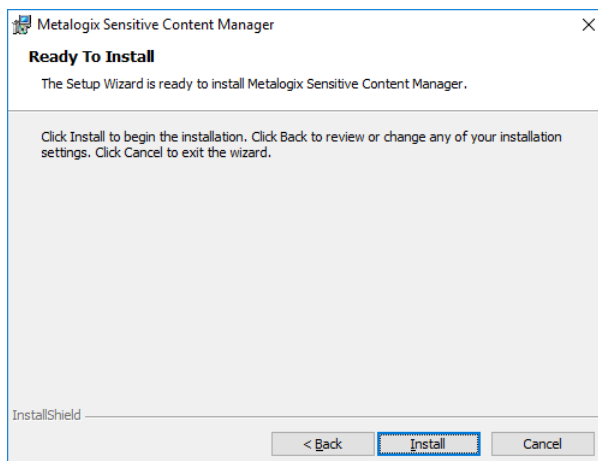 Metalogix Sensitive Content Manager
Ready To Install
The Setup Wizard is ready to install Metalogix Sensitive Content Manager.
Click Install to begin the installation. Click Back to review or change any of your installation
settings. Click Cancel to exit the wizard.
InstallShield
< Back
Install
Cancel